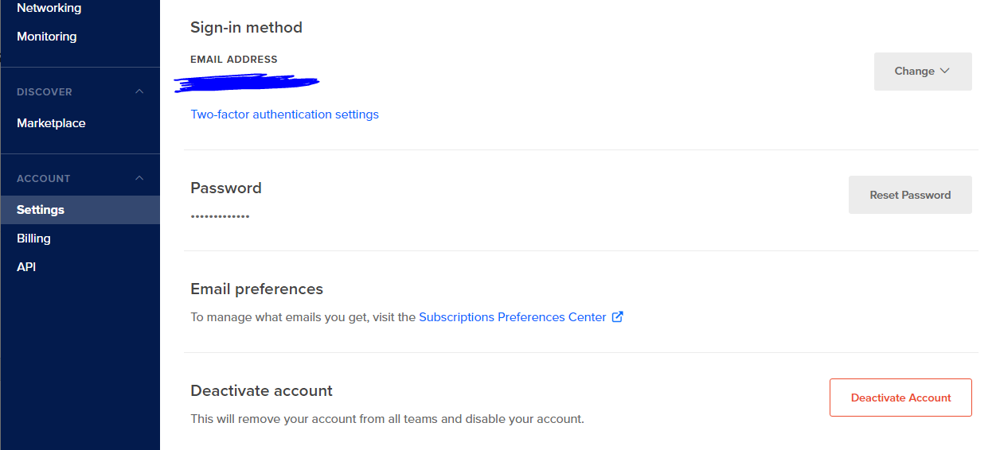 Networking
Monitoring
DISCOVER
Marketplace
ACCOUNT
Settings
Billing
API
Sign-in method
EMAIL ADDRESS
Change
Two-factor authentication settings
Password
•••••••••••••
Reset Password
Email preferences
To manage what emails you get, visit the Subscriptions Preferences Center
Deactivate account
This will remove your account from all teams and disable your account.
Deactivate Account